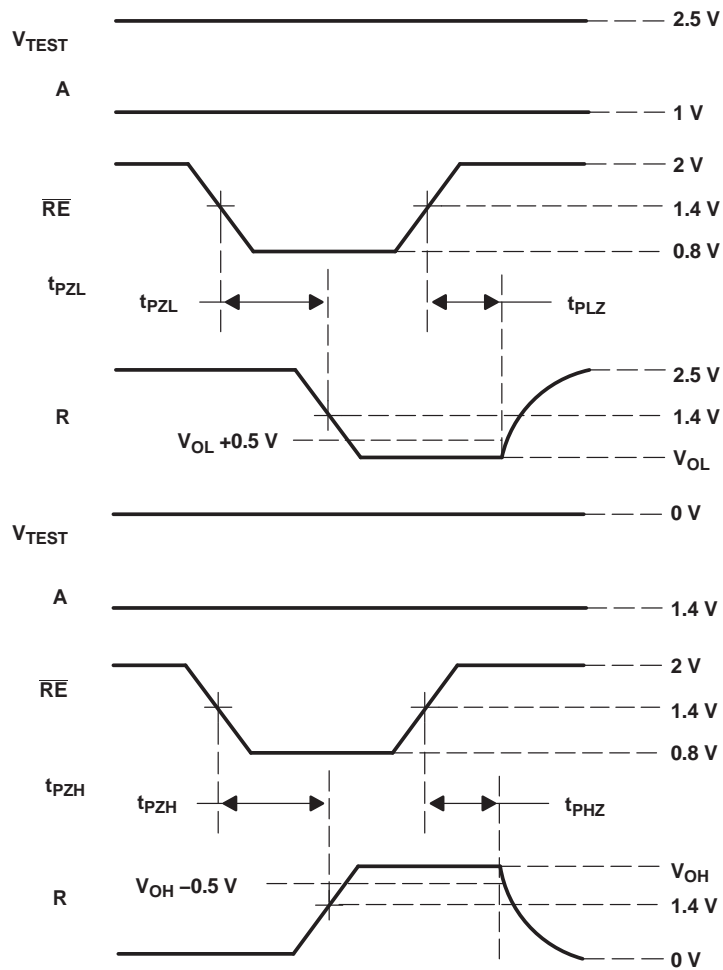 2.5 V
V_TEST
A
1 V
2 V
R̅E̅
1.4 V
0.8 V
t_PZL
t_PZL
t_PLZ
2.5 V
R
1.4 V
V_OL +0.5 V
V_OL
0 V
V_TEST
A
1.4 V
2 V
R̅E̅
1.4 V
0.8 V
t_PZH
t_PZH
t_PHZ
V_OH
V_OH –0.5 V
R
1.4 V
0 V